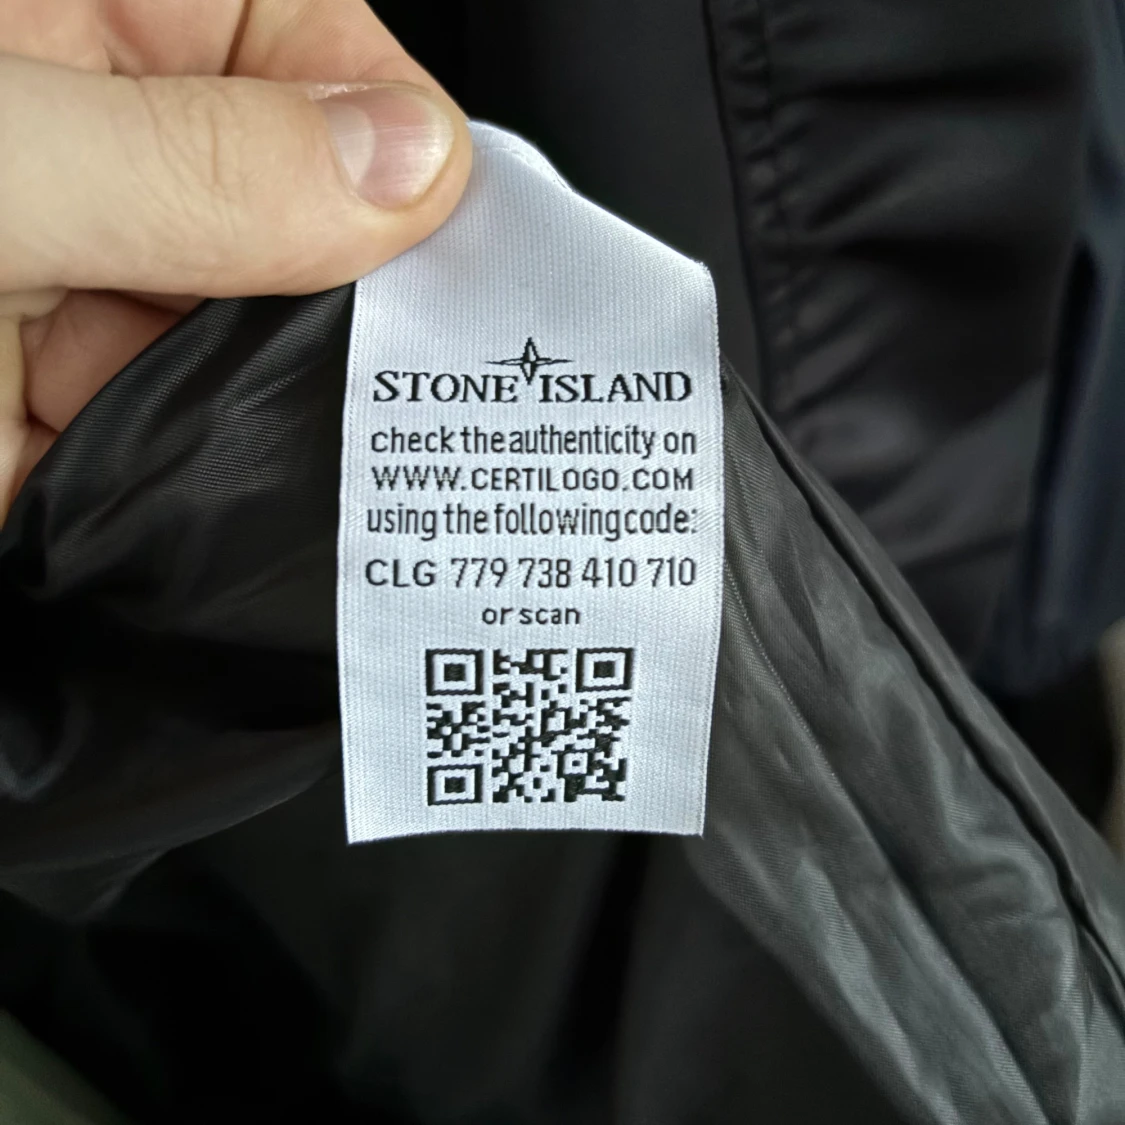 STONE ISLAND
check the authenticity on
WWW.CERTILOGO.COM
using the following code:
CLG 779 738 410 710
or scan